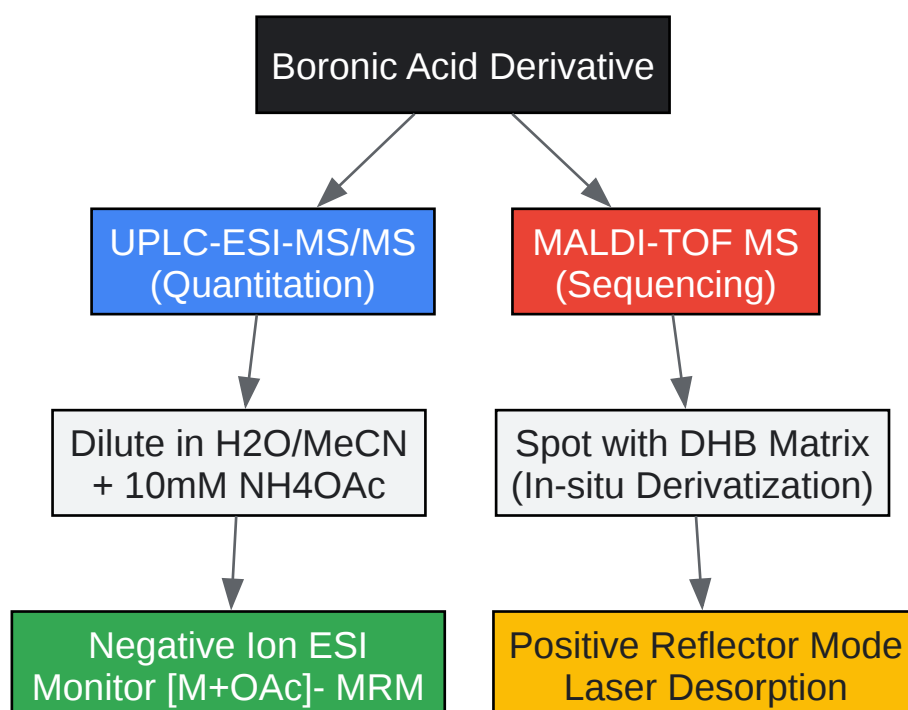 Boronic Acid Derivative
UPLC-ESI-MS/MS
(Quantitation)
MALDI-TOF MS
(Sequencing)
Dilute in H2O/MeCN
+ 10mM NH4OAc
Spot with DHB Matrix
(In-situ Derivatization)
Negative Ion ESI
Monitor [M+OAc]- MRM
Positive Reflector Mode
Laser Desorption